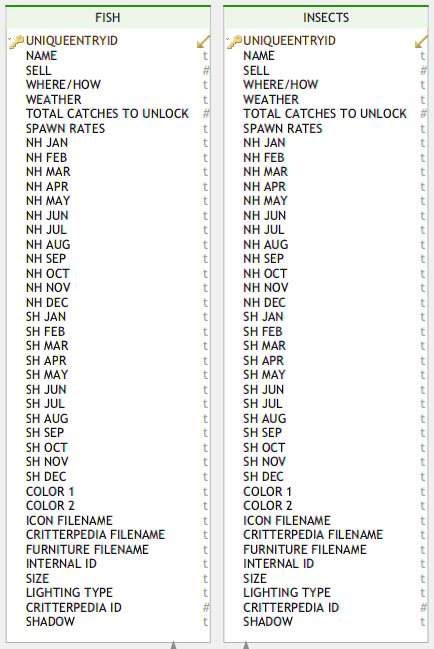 FISH
UNIQUEENTRYID
NAME t
SELL #
WHERE/HOW t
WEATHER t
TOTAL CATCHES TO UNLOCK #
SPAWN RATES t
NH JAN t
NH FEB t
NH MAR t
NH APR t
NH MAY t
NH JUN t
NH JUL t
NH AUG t
NH SEP t
NH OCT t
NH NOV t
NH DEC t
SH JAN t
SH FEB t
SH MAR t
SH APR t
SH MAY t
SH JUN t
SH JUL t
SH AUG t
SH SEP t
SH OCT t
SH NOV t
SH DEC t
COLOR 1 t
COLOR 2 t
ICON FILENAME t
CRITTERPEDIA FILENAME t
FURNITURE FILENAME t
INTERNAL ID t
SIZE t
LIGHTING TYPE t
CRITTERPEDIA ID #
SHADOW t
INSECTS
UNIQUEENTRYID
NAME t
SELL #
WHERE/HOW t
WEATHER t
TOTAL CATCHES TO UNLOCK #
SPAWN RATES t
NH JAN t
NH FEB t
NH MAR t
NH APR t
NH MAY t
NH JUN t
NH JUL t
NH AUG t
NH SEP t
NH OCT t
NH NOV t
NH DEC t
SH JAN t
SH FEB t
SH MAR t
SH APR t
SH MAY t
SH JUN t
SH JUL t
SH AUG t
SH SEP t
SH OCT t
SH NOV t
SH DEC t
COLOR 1 t
COLOR 2 t
ICON FILENAME t
CRITTERPEDIA FILENAME t
FURNITURE FILENAME t
INTERNAL ID t
SIZE t
LIGHTING TYPE t
CRITTERPEDIA ID #
SHADOW t